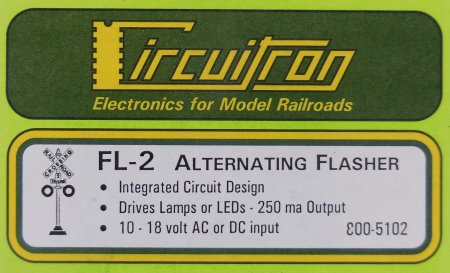 Circuitron
Electronics for Model Railroads
FL-2 ALTERNATING FLASHER
• Integrated Circuit Design
• Drives Lamps or LEDs - 250 ma Output
• 10 - 18 volt AC or DC input
800-5102